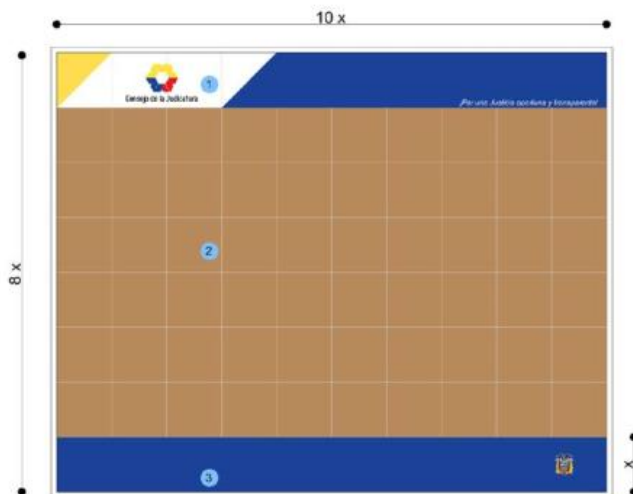 10 x
1
Consejo de la Judicatura
¡Por una Justicia oportuna y transparente!
8 x
2
3
x